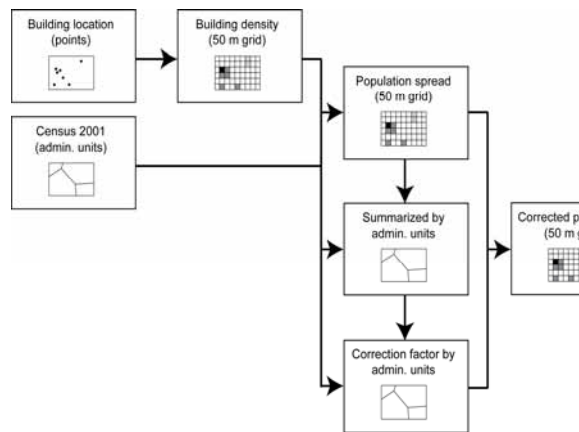 Building location
(points)
Building density
(50 m grid)
Census 2001
(admin. units)
Population spread
(50 m grid)
Summarized by
admin. units
Corrected
(50 m
Correction factor by
admin. units